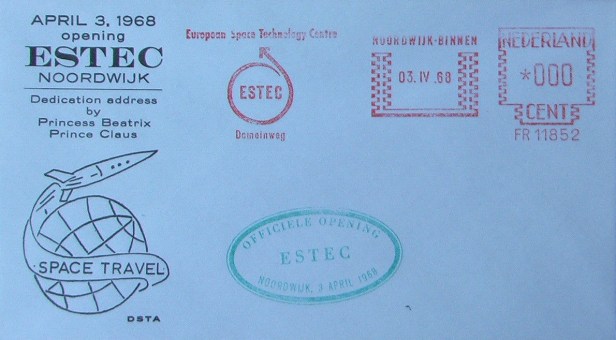 APRIL 3, 1968
opening
ESTEC
NOORDWIJK
Dedication address
by
Princess Beatrix
Prince Claus
SPACE TRAVEL
DSTA
European Space Technology Centre
ESTEC
Domeinweg
NOORDWIJK-BINNEN
03.IV.68
NEDERLAND
*000
CENT
FR 11852
OFFICIËLE OPENING
ESTEC
NOORDWIJK, 3 APRIL 1968